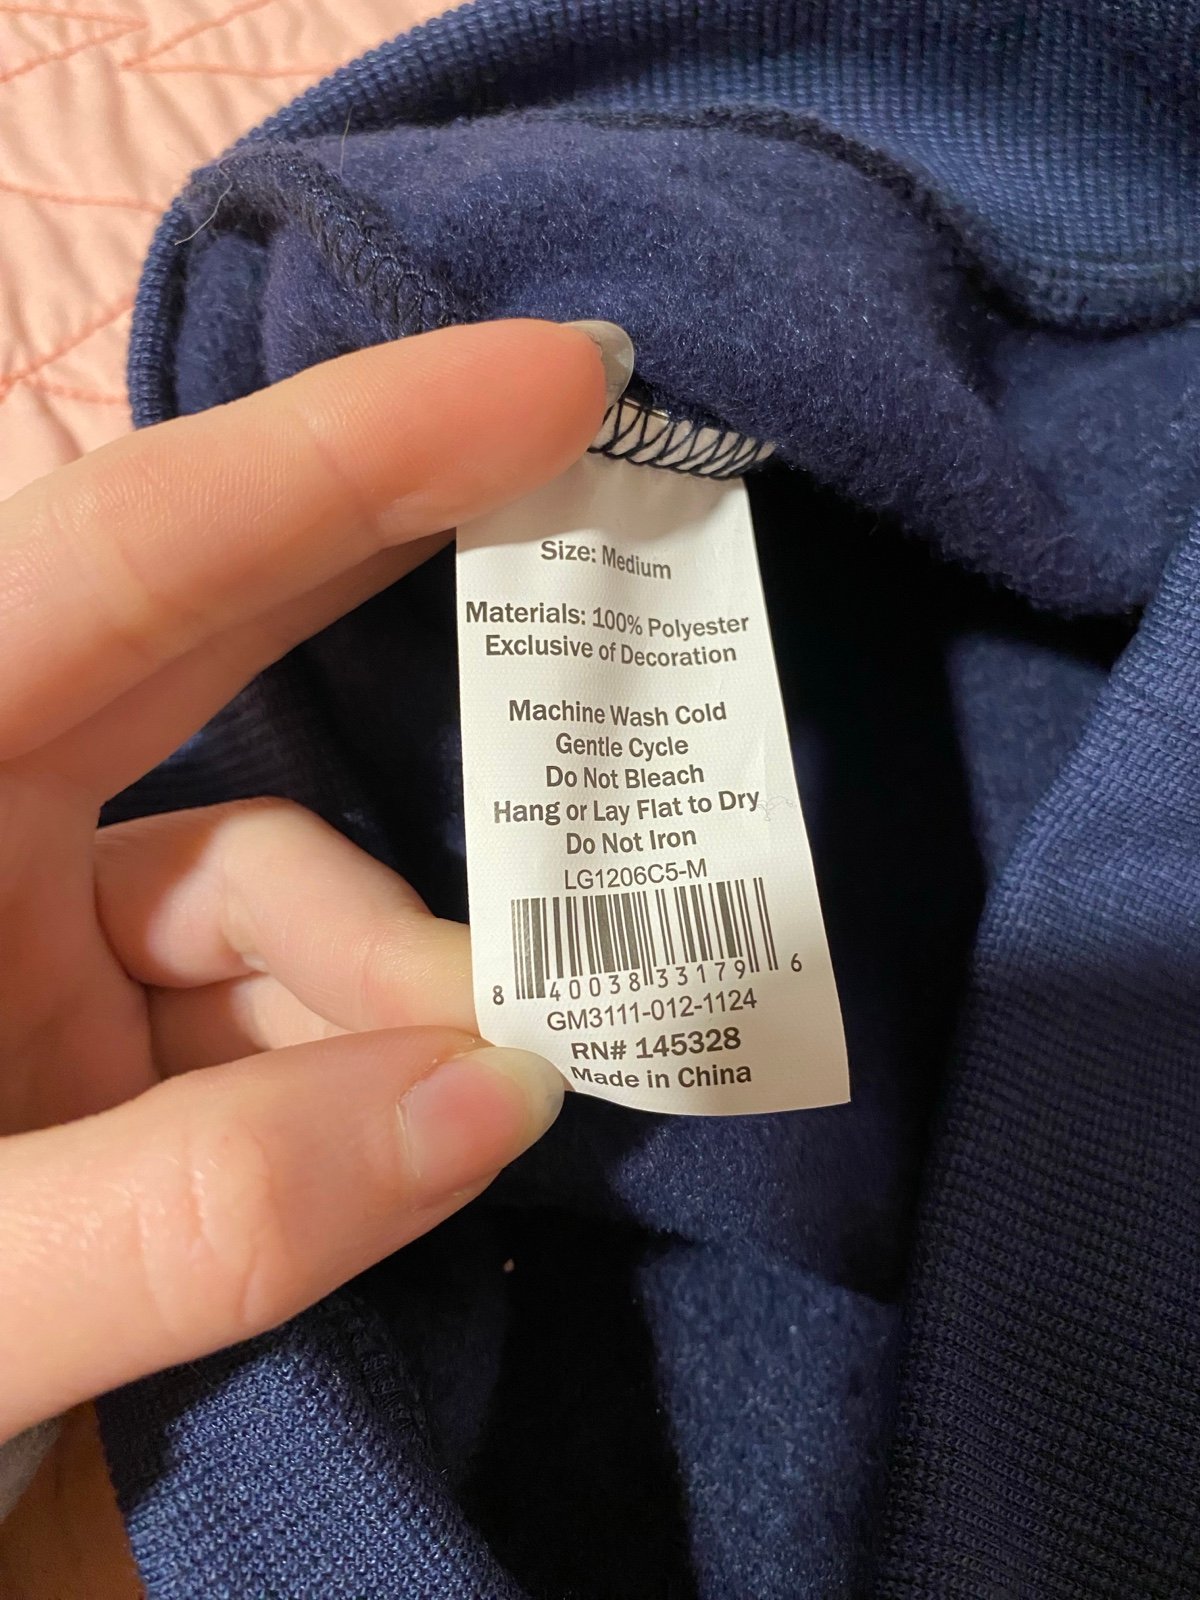 Size: Medium
Materials: 100% Polyester
Exclusive of Decoration
Machine Wash Cold
Gentle Cycle
Do Not Bleach
Hang or Lay Flat to Dry
Do Not Iron
LG1206C5-M
8 40038 33179 6
GM3111-012-1124
RN# 145328
Made in China